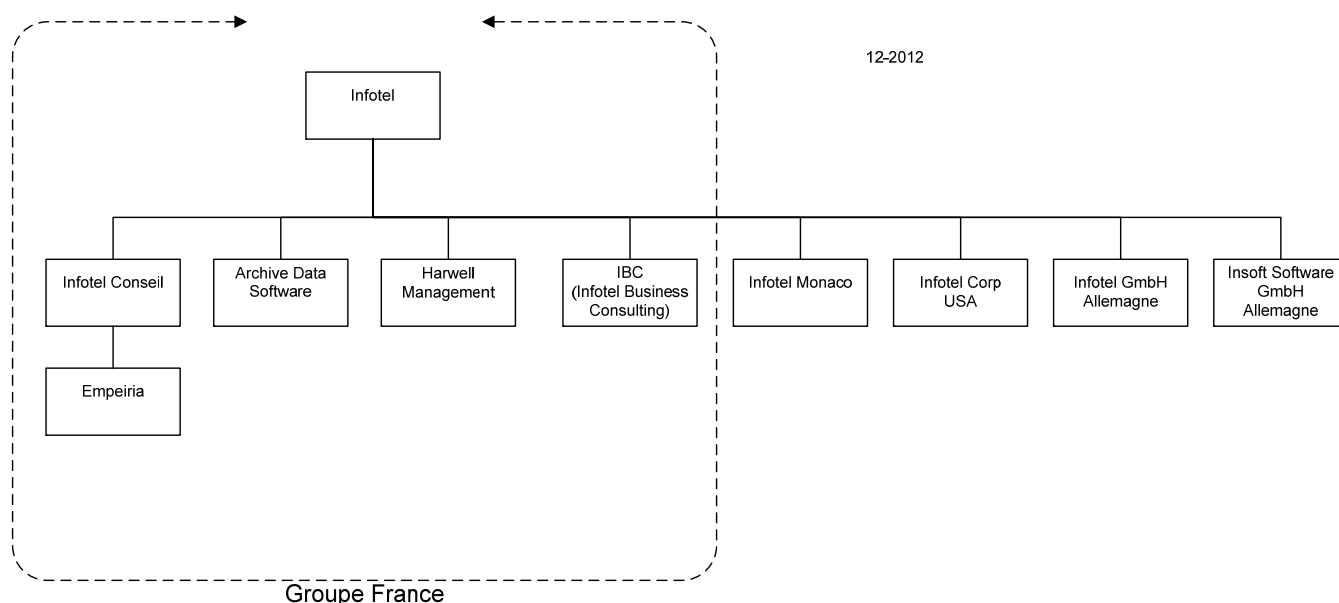 12-2012
Infotel
Infotel Conseil
Archive Data
Software
Harwell
Management
IBC
(Infotel Business
Consulting)
Infotel Monaco
Infotel Corp
USA
Infotel GmbH
Allemagne
Insoft Software
GmbH
Allemagne
Empeiria
Groupe France